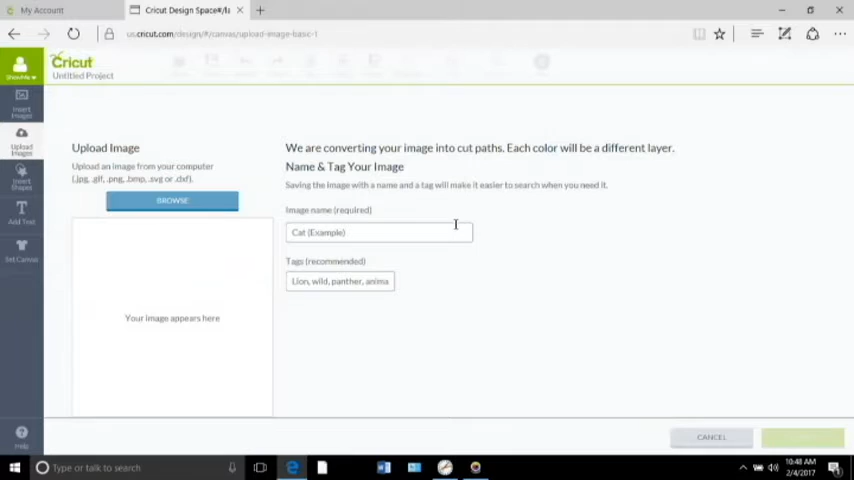 My Account
Cricut Design Space
us.cricut.com/design/#/canvas/upload-image-basic-1
Cricut
Untitled Project
Insert
Images
Upload
Images
Insert
Shapes
Add Text
Set Canvas
Help
Upload Image
Upload an image from your computer
(.jpg, .gif, .png, .bmp, .svg or .dxf).
BROWSE
Your image appears here
We are converting your image into cut paths. Each color will be a different layer.
Name & Tag Your Image
Saving the image with a name and a tag will make it easier to search when you need it.
Image name (required)
Cat (Example)
Tags (recommended)
Lion, wild, panther, anima
CANCEL
Type or talk to search
10:48 AM
2/4/2017